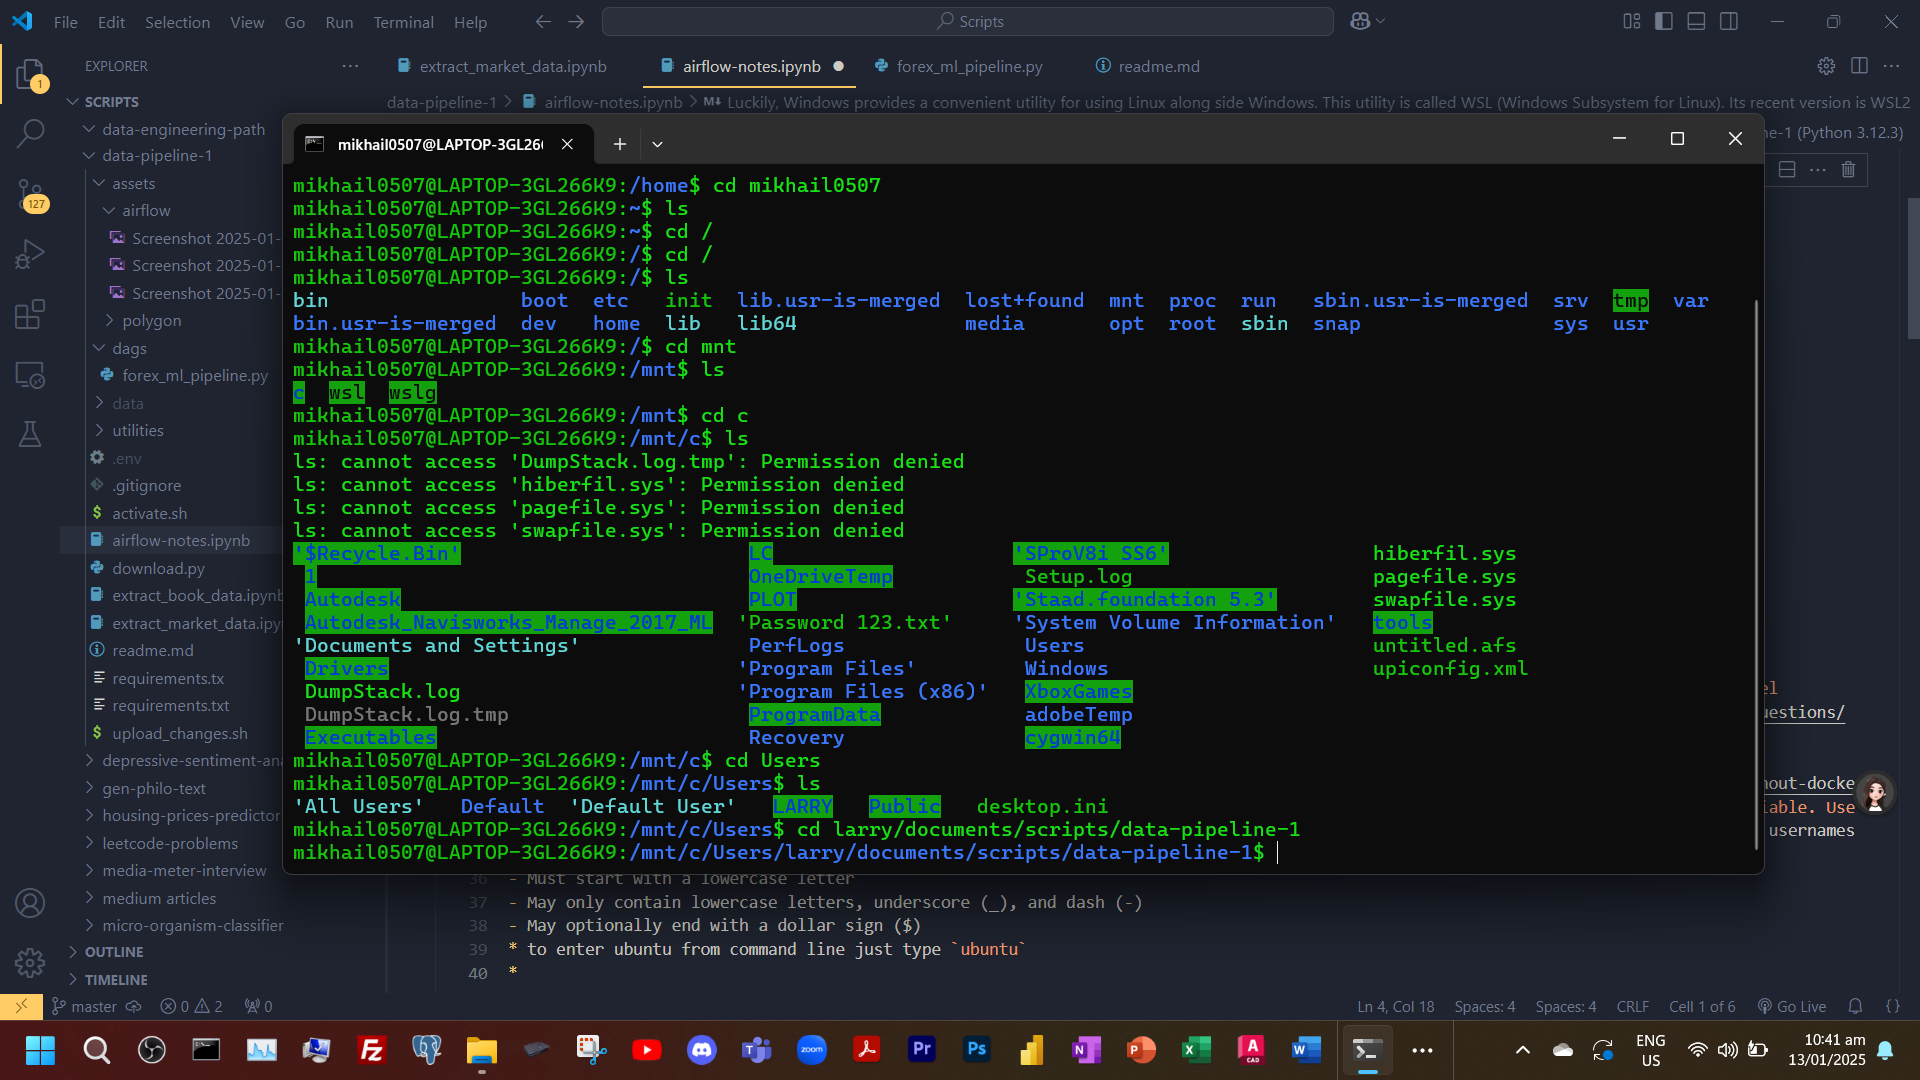 File Edit Selection View Go Run Terminal Help
Scripts
EXPLORER
extract_market_data.ipynb
airflow-notes.ipynb
forex_ml_pipeline.py
readme.md
data-pipeline-1 > airflow-notes.ipynb > M↓ Luckily, Windows provides a convenient utility for using Linux along side Windows. This utility is called WSL (Windows Subsystem for Linux). Its recent version is WSL2
1
127
SCRIPTS
data-engineering-path
data-pipeline-1
assets
airflow
Screenshot 2025-01-
Screenshot 2025-01-
Screenshot 2025-01-
polygon
dags
forex_ml_pipeline.py
data
utilities
.env
.gitignore
activate.sh
airflow-notes.ipynb
download.py
extract_book_data.ipynb
extract_market_data.ipy
readme.md
requirements.tx
requirements.txt
upload_changes.sh
depressive-sentiment-ana
gen-philo-text
housing-prices-predictor
leetcode-problems
media-meter-interview
medium articles
micro-organism-classifier
OUTLINE
TIMELINE
ne-1 (Python 3.12.3)
mikhail0507@LAPTOP-3GL26
mikhail0507@LAPTOP-3GL266K9:/home$ cd mikhail0507
mikhail0507@LAPTOP-3GL266K9:~$ ls
mikhail0507@LAPTOP-3GL266K9:~$ cd /
mikhail0507@LAPTOP-3GL266K9:/$ cd /
mikhail0507@LAPTOP-3GL266K9:/$ ls
bin boot etc init lib.usr-is-merged lost+found mnt proc run sbin.usr-is-merged srv tmp var
bin.usr-is-merged dev home lib lib64 media opt root sbin snap sys usr
mikhail0507@LAPTOP-3GL266K9:/$ cd mnt
mikhail0507@LAPTOP-3GL266K9:/mnt$ ls
c wsl wslg
mikhail0507@LAPTOP-3GL266K9:/mnt$ cd c
mikhail0507@LAPTOP-3GL266K9:/mnt/c$ ls
ls: cannot access 'DumpStack.log.tmp': Permission denied
ls: cannot access 'hiberfil.sys': Permission denied
ls: cannot access 'pagefile.sys': Permission denied
ls: cannot access 'swapfile.sys': Permission denied
'$Recycle.Bin' LC 'SProV8i SS6' hiberfil.sys
1 OneDriveTemp Setup.log pagefile.sys
Autodesk PLOT 'Staad.foundation 5.3' swapfile.sys
Autodesk_Navisworks_Manage_2017_ML 'Password 123.txt' 'System Volume Information' tools
'Documents and Settings' PerfLogs Users untitled.afs
Drivers 'Program Files' Windows upiconfig.xml
DumpStack.log 'Program Files (x86)' XboxGames
DumpStack.log.tmp ProgramData adobeTemp
Executables Recovery cygwin64
mikhail0507@LAPTOP-3GL266K9:/mnt/c$ cd Users
mikhail0507@LAPTOP-3GL266K9:/mnt/c/Users$ ls
'All Users' Default 'Default User' LARRY Public desktop.ini
mikhail0507@LAPTOP-3GL266K9:/mnt/c/Users$ cd larry/documents/scripts/data-pipeline-1
mikhail0507@LAPTOP-3GL266K9:/mnt/c/Users/larry/documents/scripts/data-pipeline-1$
el
uestions/
hout-docke
lable. Use
usernames
36 - Must start with a lowercase letter
37 - May only contain lowercase letters, underscore (_), and dash (-)
38 - May optionally end with a dollar sign ($)
39 * to enter ubuntu from command line just type `ubuntu`
40 *
master 0 2 0
Ln 4, Col 18 Spaces: 4 Spaces: 4 CRLF Cell 1 of 6 Go Live {}
Fz zoom Pr Ps N P X A CAD W
ENG
US
10:41 am
13/01/2025